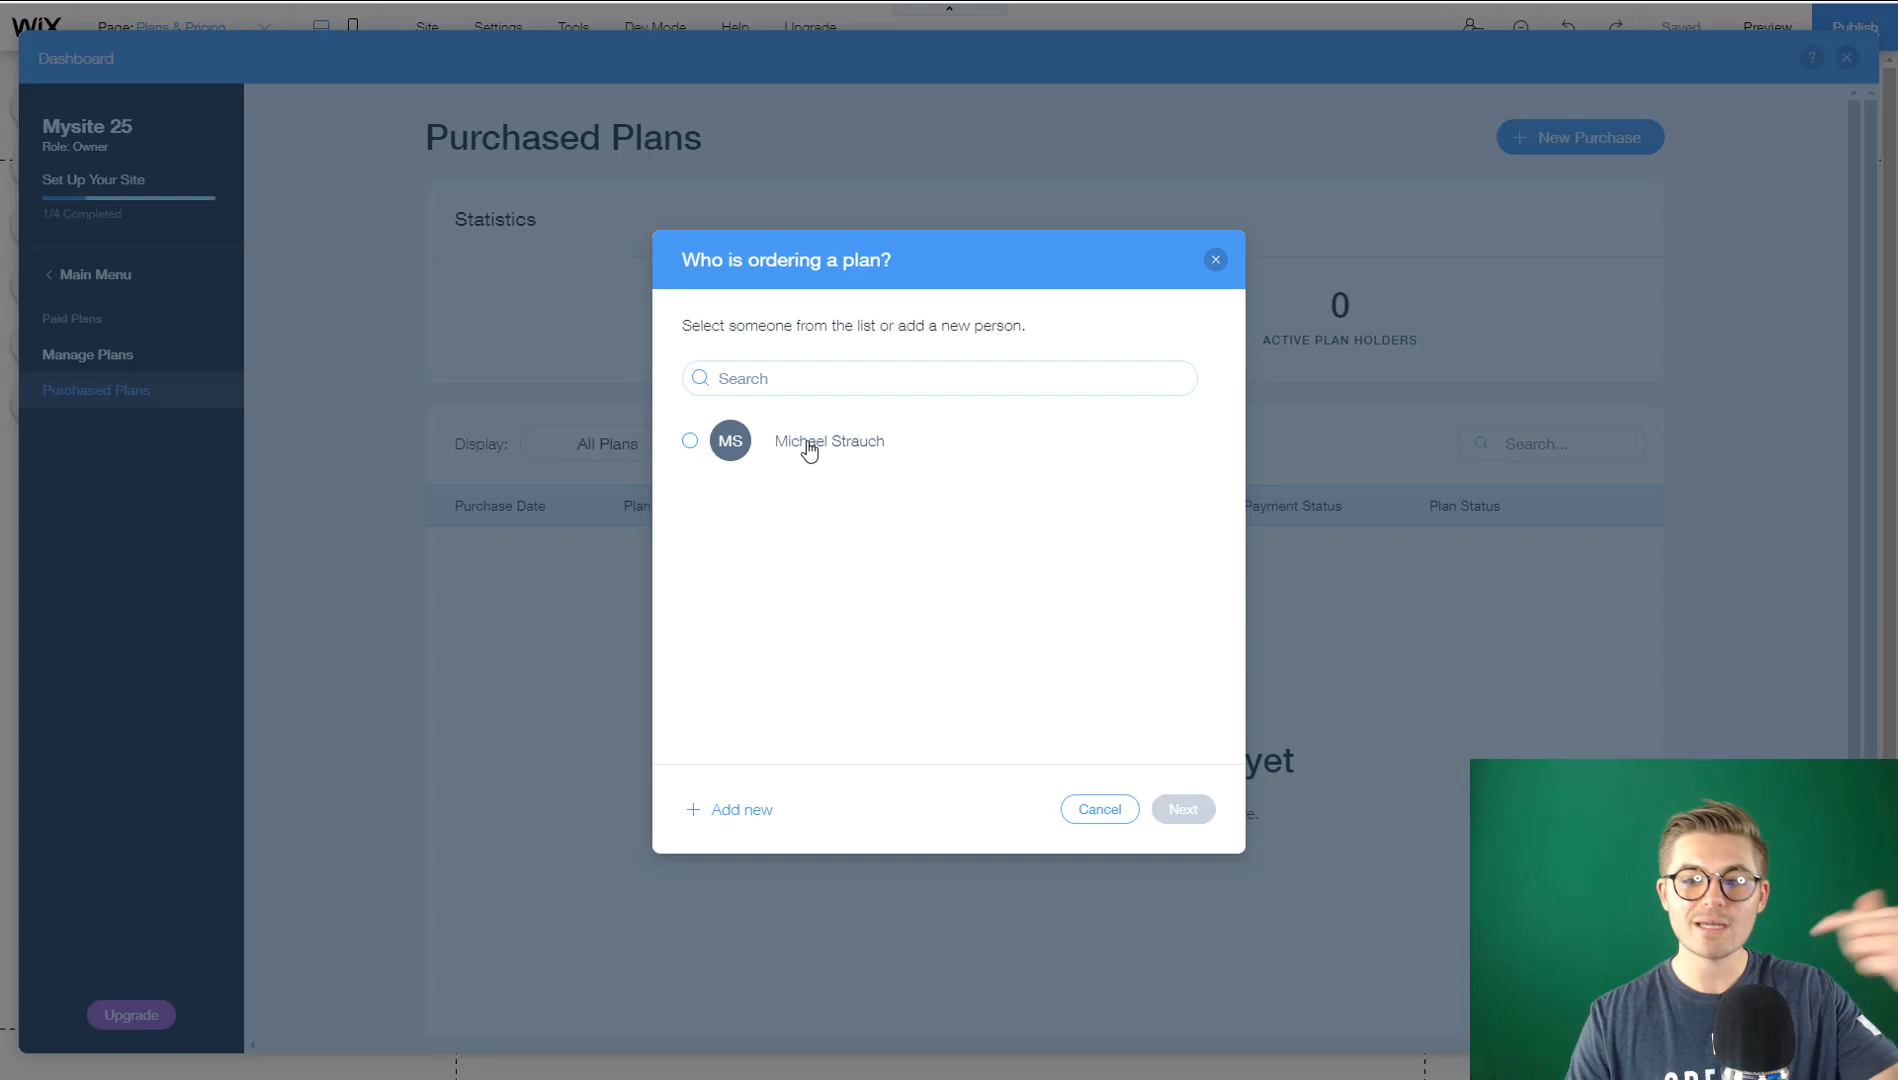 WIX
Page: Plans & Pricing
Site
Settings
Tools
Dev Mode
Help
Upgrade
Saved
Preview
Publish
Dashboard
?
Mysite 25
Role: Owner
Set Up Your Site
1/4 Completed
Main Menu
Paid Plans
Manage Plans
Purchased Plans
Upgrade
Purchased Plans
+ New Purchase
Statistics
0
ACTIVE PLAN HOLDERS
Display: All Plans
Search...
Purchase Date
Plan
Payment Status
Plan Status
yet
e.
Who is ordering a plan?
Select someone from the list or add a new person.
Search
MS Michael Strauch
+ Add new
Cancel
Next